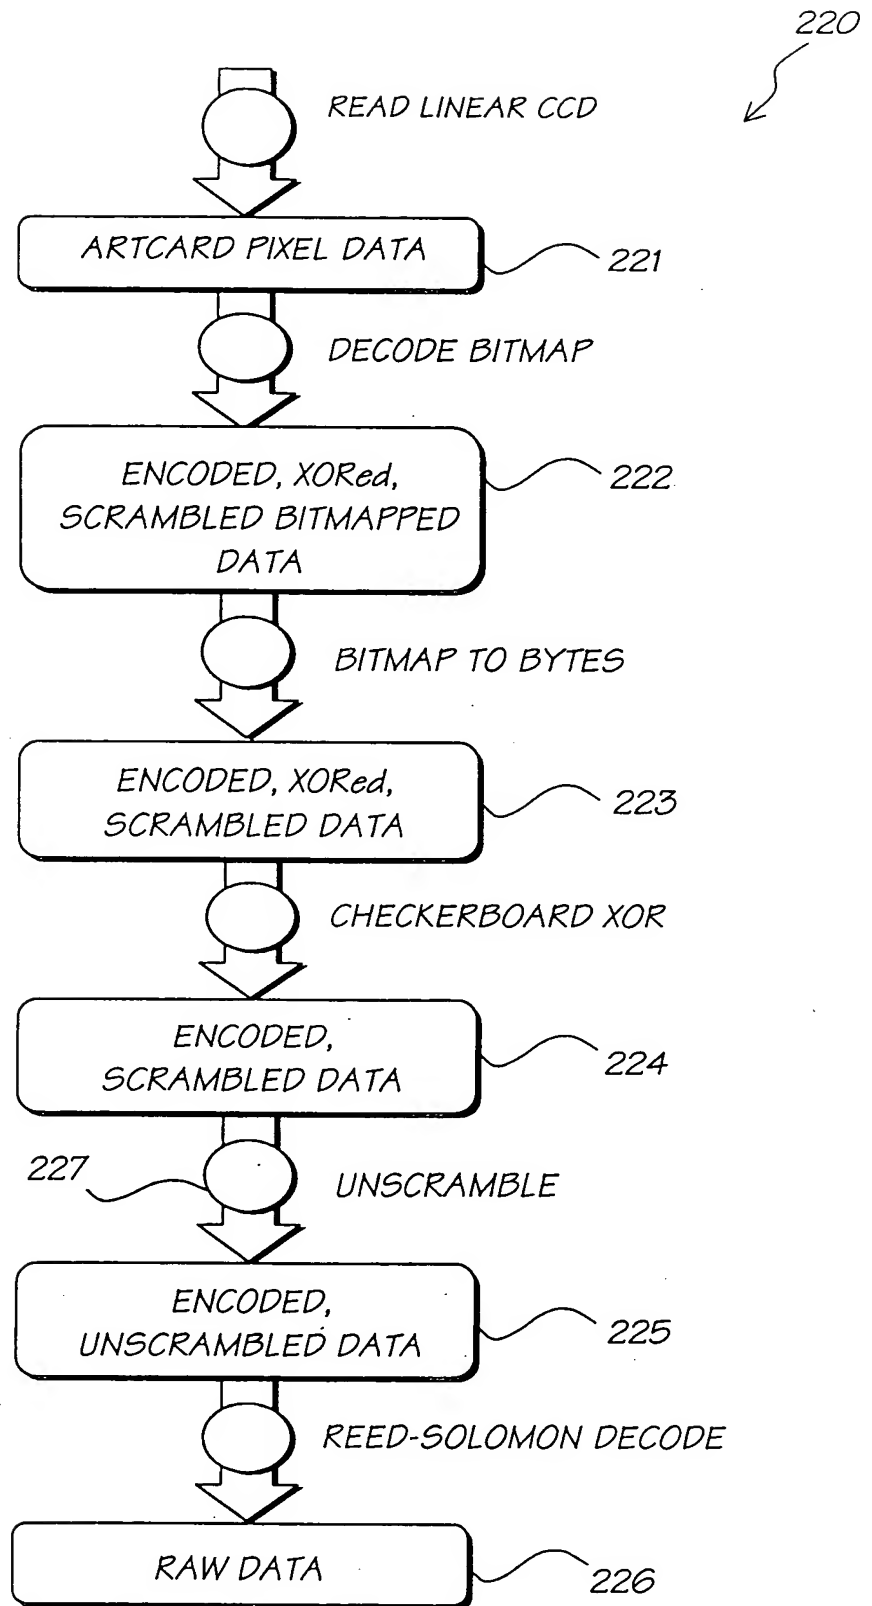 220
READ LINEAR CCD
ARTCARD PIXEL DATA
221
DECODE BITMAP
ENCODED, XORed,
SCRAMBLED BITMAPPED
DATA
222
BITMAP TO BYTES
ENCODED, XORed,
SCRAMBLED DATA
223
CHECKERBOARD XOR
ENCODED,
SCRAMBLED DATA
224
227
UNSCRAMBLE
ENCODED,
UNSCRAMBLED DATA
225
REED-SOLOMON DECODE
RAW DATA
226